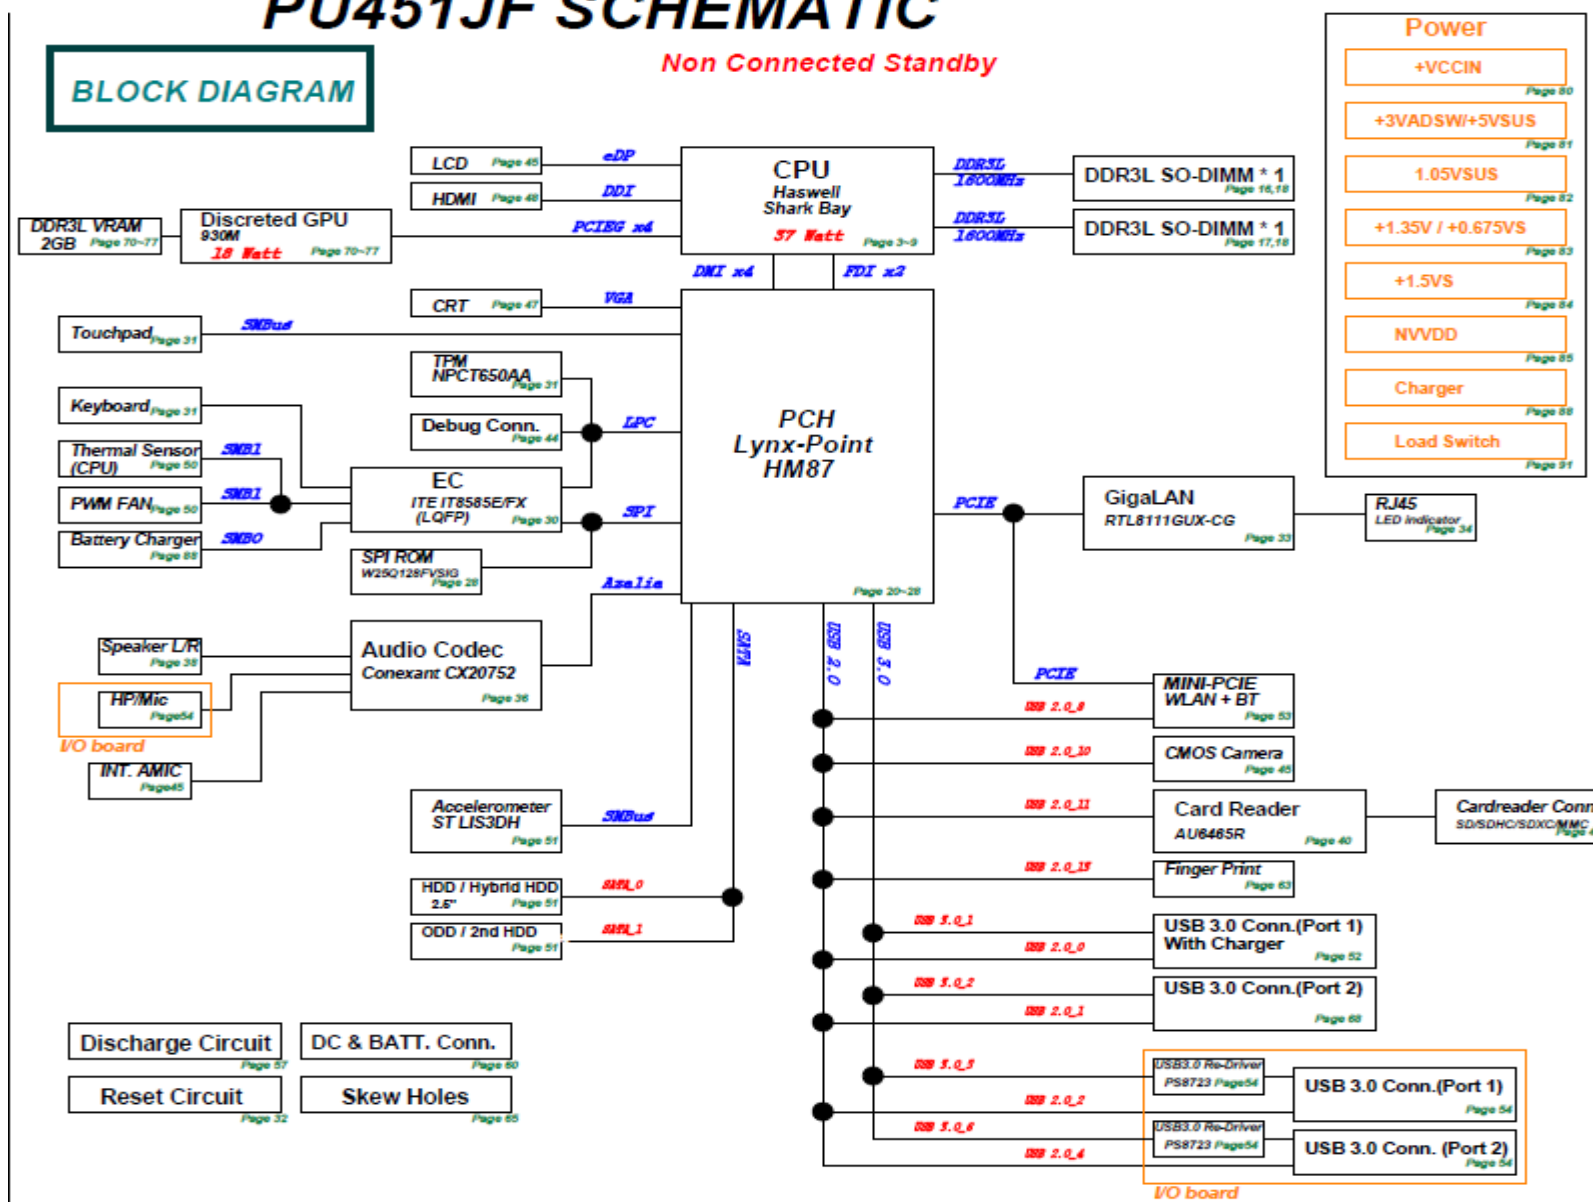 PU451JF SCHEMATIC
BLOCK DIAGRAM
Non Connected Standby
Power
+VCCIN
Page 80
+3VADSW/+5VSUS
Page 81
1.05VSUS
Page 82
+1.35V / +0.675VS
Page 83
+1.5VS
Page 84
NVVDD
Page 85
Charger
Page 88
Load Switch
Page 91
LCD Page 45
eDP
HDMI Page 48
DDI
CPU
Haswell
Shark Bay
37 Watt Page 3~9
DDR3L
1600MHz
DDR3L SO-DIMM * 1
Page 16,18
DDR3L
1600MHz
DDR3L SO-DIMM * 1
Page 17,18
DDR3L VRAM
2GB Page 70~77
Discreted GPU
930M
18 Watt Page 70~77
PCIEG x4
DMI x4
FDI x2
CRT Page 47
VGA
Touchpad Page 31
SMBus
TPM
NPCT650AA
Page 31
Keyboard Page 31
Debug Conn.
Page 44
LPC
PCH
Lynx-Point
HM87
Page 20~28
Thermal Sensor
(CPU) Page 50
SMB1
PWM FAN Page 50
SMB1
EC
ITE IT8585E/FX
(LQFP) Page 30
SPI
Battery Charger
Page 88
SMB0
SPI ROM
W25Q128FVSIG
Page 28
PCIE
GigaLAN
RTL8111GUX-CG
Page 33
RJ45
LED indicator
Page 34
Azalia
Speaker L/R
Page 38
Audio Codec
Conexant CX20752
Page 36
HP/Mic
Page54
I/O board
INT. AMIC
Page45
SATA
USB 2.0
USB 3.0
PCIE
MINI-PCIE
WLAN + BT
Page 53
USB 2.0_8
USB 2.0_10
CMOS Camera
Page 45
Accelerometer
ST LIS3DH
Page 51
SMBus
USB 2.0_11
Card Reader
AU6465R
Page 40
Cardreader Conn
SD/SDHC/SDXC/MMC
Page 4
USB 2.0_13
Finger Print
Page 63
HDD / Hybrid HDD
2.5" Page 51
SATA_0
ODD / 2nd HDD
Page 51
SATA_1
USB 3.0_1
USB 2.0_0
USB 3.0 Conn.(Port 1)
With Charger
Page 52
USB 3.0_2
USB 2.0_1
USB 3.0 Conn.(Port 2)
Page 68
Discharge Circuit
Page 57
DC & BATT. Conn.
Page 60
Reset Circuit
Page 32
Skew Holes
Page 65
USB 3.0_5
USB3.0 Re-Driver
PS8723 Page54
USB 3.0 Conn.(Port 1)
Page 54
USB 2.0_2
USB 3.0_6
USB3.0 Re-Driver
PS8723 Page54
USB 3.0 Conn. (Port 2)
Page 54
USB 2.0_4
I/O board